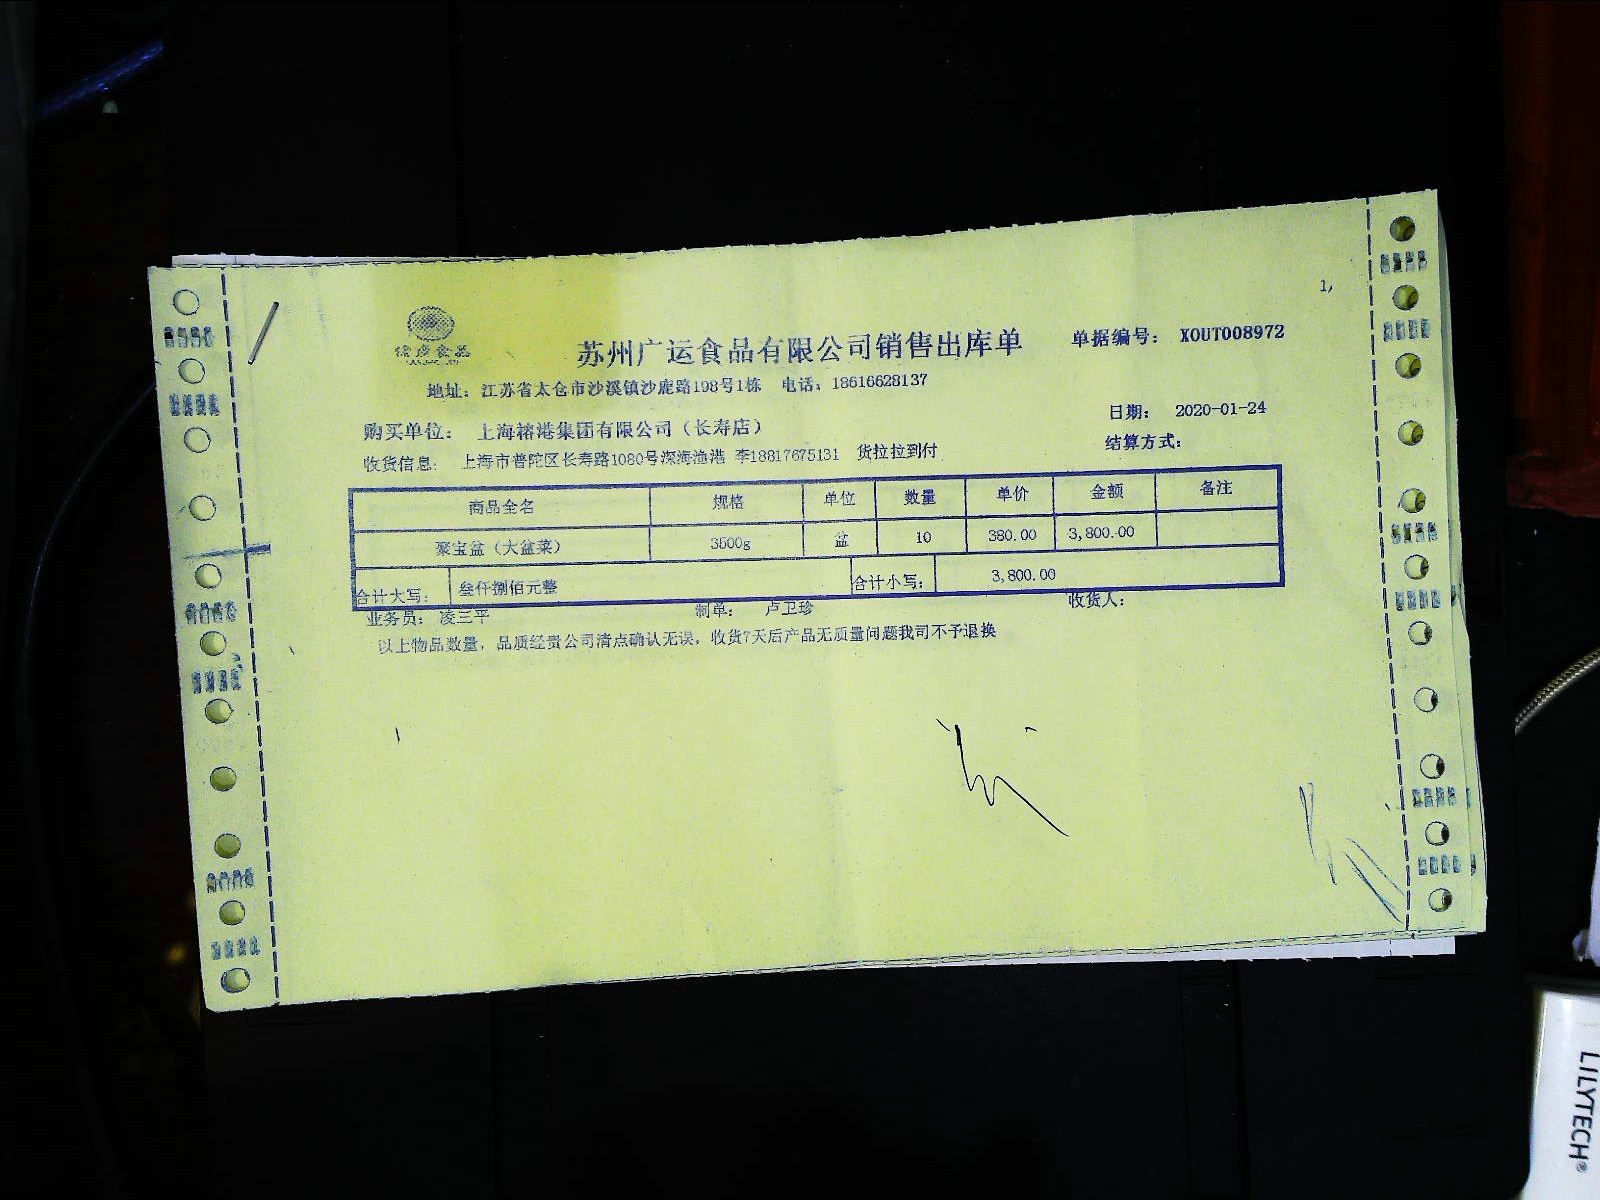 1,
苏州广运食品有限公司销售出库单 单据编号： XOUT008972
地址：江苏省太仓市沙溪镇沙鹿路198号1栋 电话：18616628137
日期： 2020-01-24
购买单位： 上海褡港集团有限公司（长寿店）
结算方式：
收货信息： 上海市普陀区长寿路1080号深海渔港 李18817675131 货拉拉到付
商品全名 规格 单位 数量 单价 金额 备注
聚宝盆（大盆菜） 3500g 盆 10 380.00 3,800.00
合计大写： 叁仟捌佰元整 合计小写： 3,800.00
业务员： 凌三平 制单： 卢卫珍 收货人：
以上物品数量，品质经贵公司清点确认无误，收货7天后产品无质量问题我司不予退换
LILYTECH®